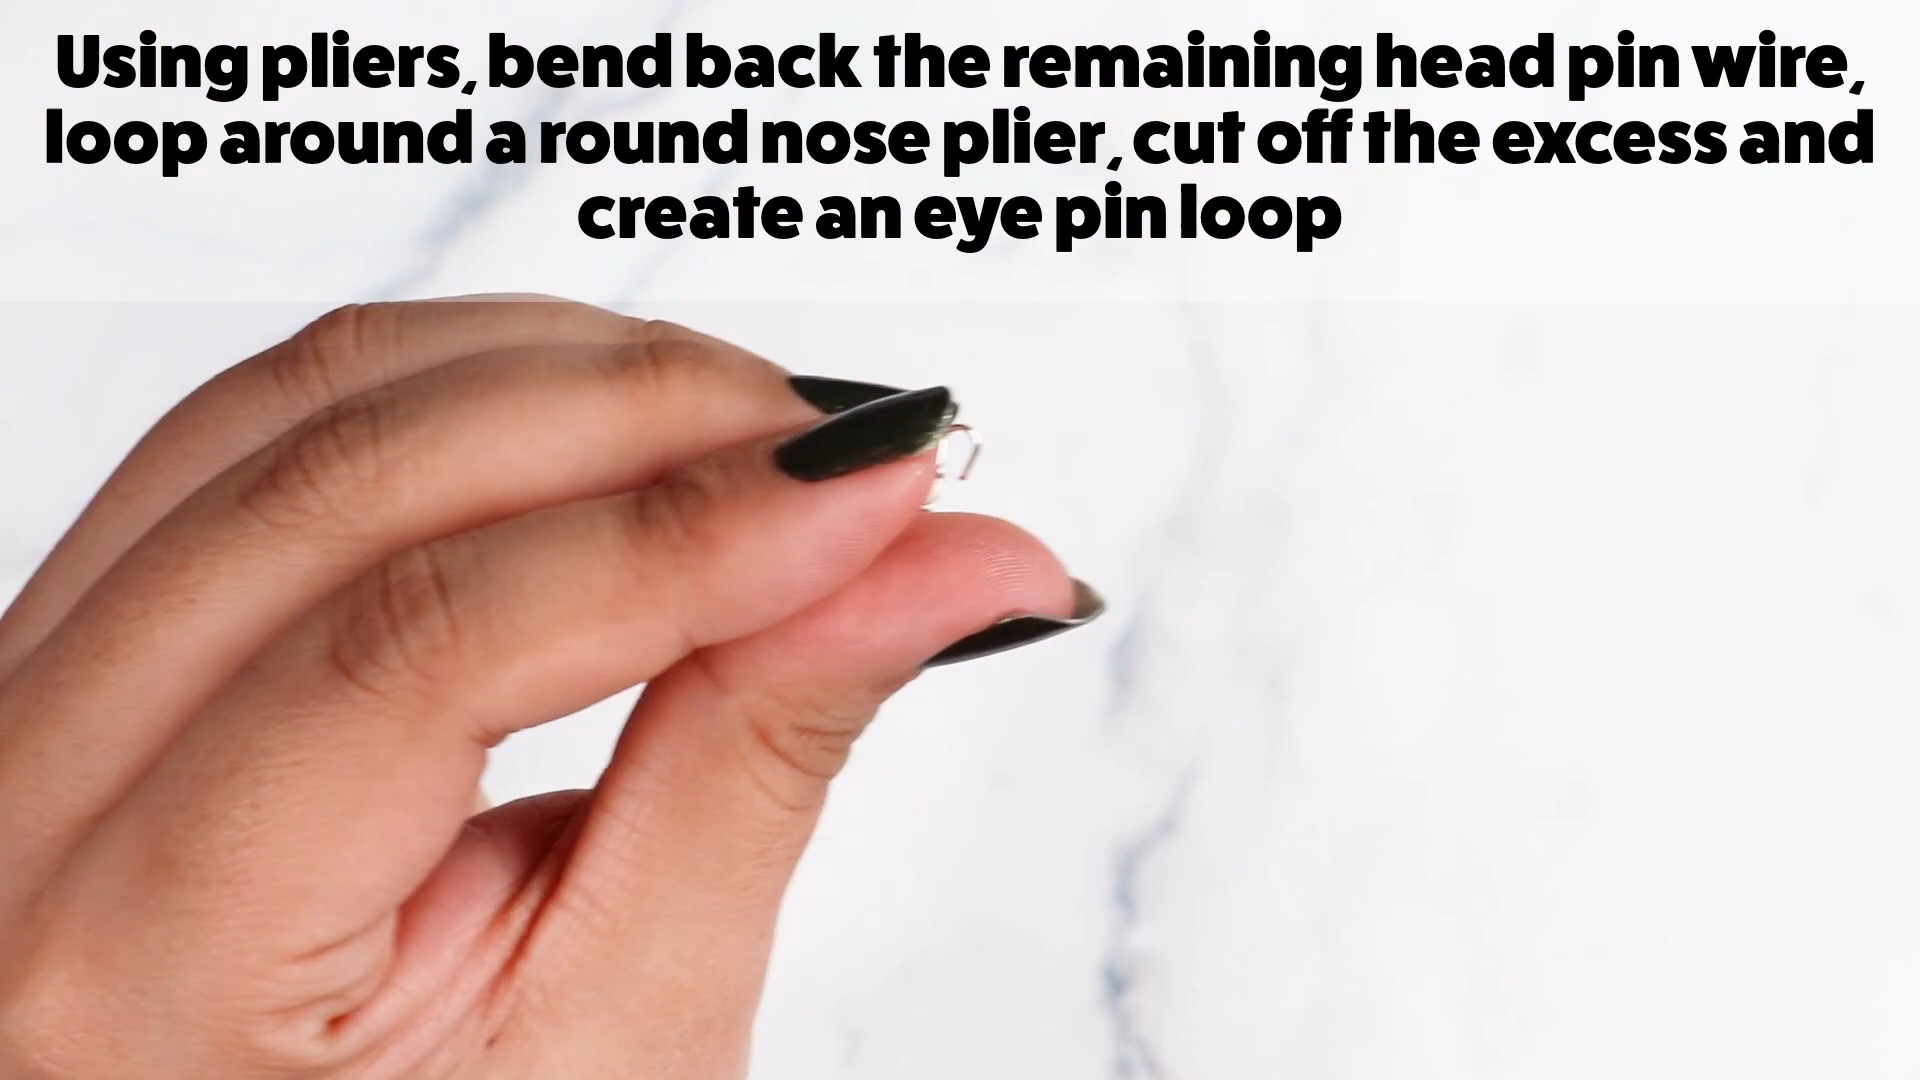 Using pliers, bend back the remaining head pin wire,
loop around a round nose plier, cut off the excess and
create an eye pin loop